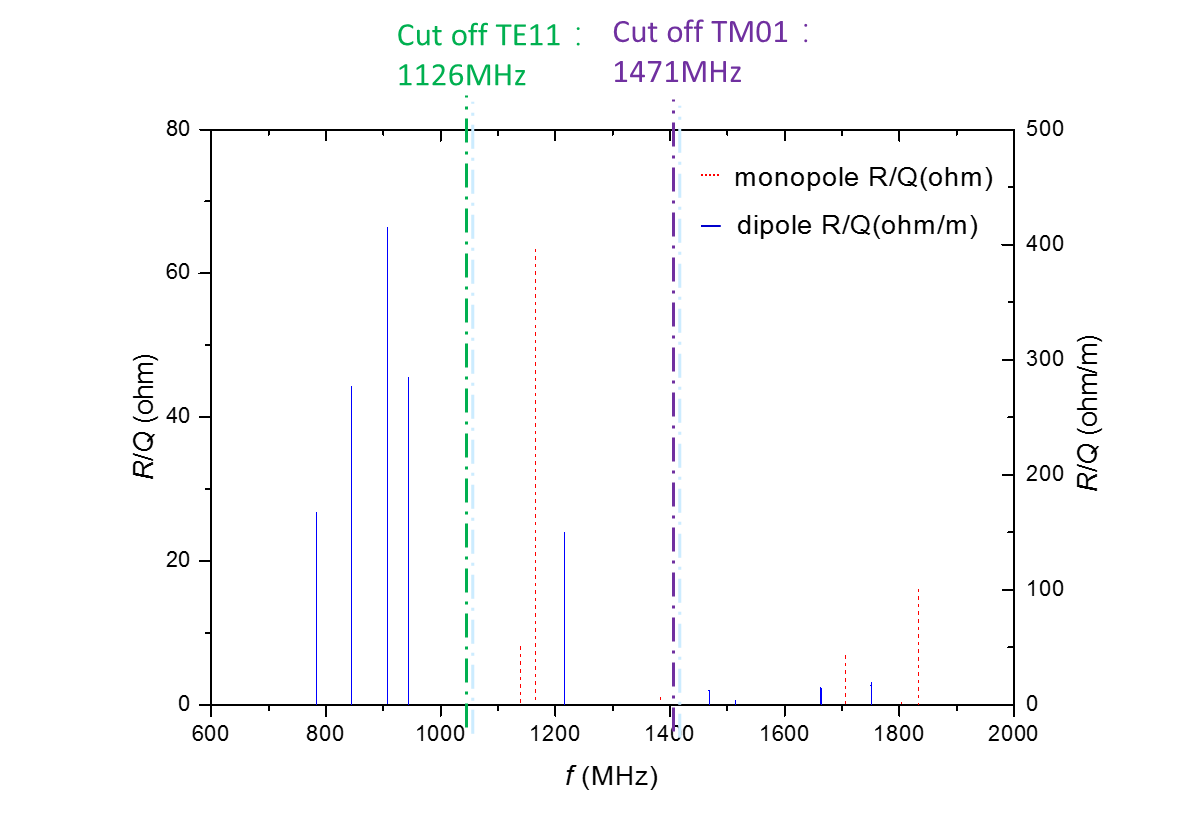 Cut off TE11：
1126MHz
Cut off TM01：
1471MHz
80
60
40
20
0
R/Q (ohm)
monopole R/Q(ohm)
dipole R/Q(ohm/m)
500
400
300
200
100
0
R/Q (ohm/m)
600 800 1000 1200 1400 1600 1800 2000
f (MHz)